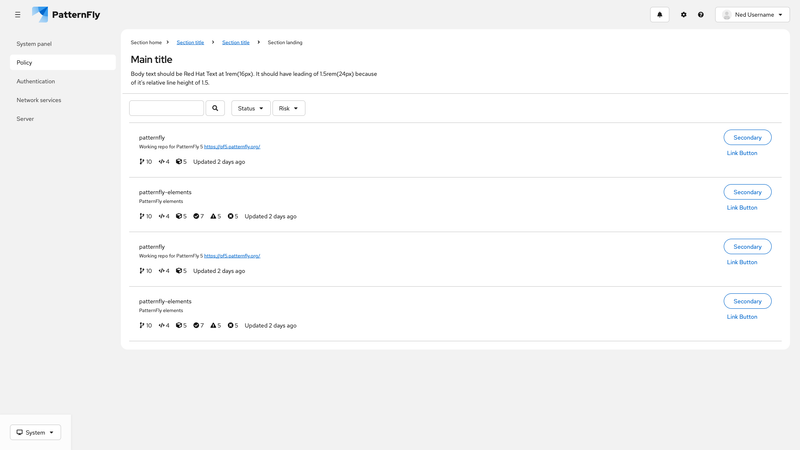 PatternFly
Ned Username
System panel
Policy
Authentication
Network services
Server
Section home
Section title
Section title
Section landing
Main title
Body text should be Red Hat Text at 1rem(16px). It should have leading of 1.5rem(24px) because
of it's relative line height of 1.5.
Status
Risk
patternfly
Working repo for PatternFly 5 https://pf5.patternfly.org/
10 4 5 Updated 2 days ago
Secondary
Link Button
patternfly-elements
PatternFly elements
10 4 5 7 5 5 Updated 2 days ago
Secondary
Link Button
patternfly
Working repo for PatternFly 5 https://pf5.patternfly.org/
10 4 5 Updated 2 days ago
Secondary
Link Button
patternfly-elements
PatternFly elements
10 4 5 7 5 5 Updated 2 days ago
Secondary
Link Button
System